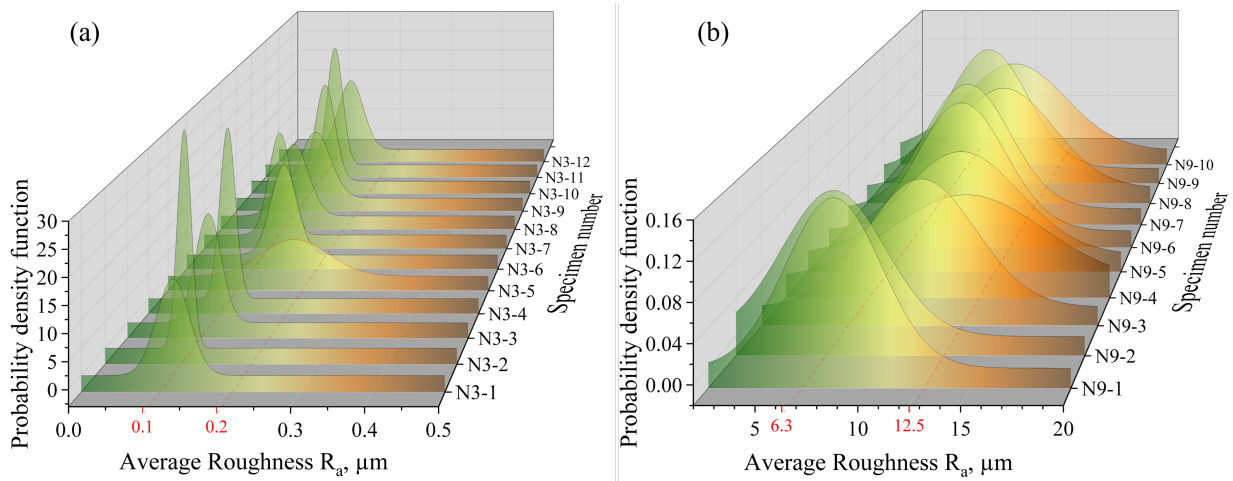 (a)
Probability density function
30
25
20
15
10
5
0
0.0
0.1
0.2
0.3
0.4
0.5
Average Roughness Ra, µm
N3-12
N3-11
N3-10
N3-9
N3-8
N3-7
N3-6
N3-5
N3-4
N3-3
N3-2
N3-1
Specimen number
(b)
Probability density function
0.16
0.12
0.08
0.04
0.00
5
6.3
10
12.5
15
20
Average Roughness Ra, µm
N9-10
N9-9
N9-8
N9-7
N9-6
N9-5
N9-4
N9-3
N9-2
N9-1
Specimen number